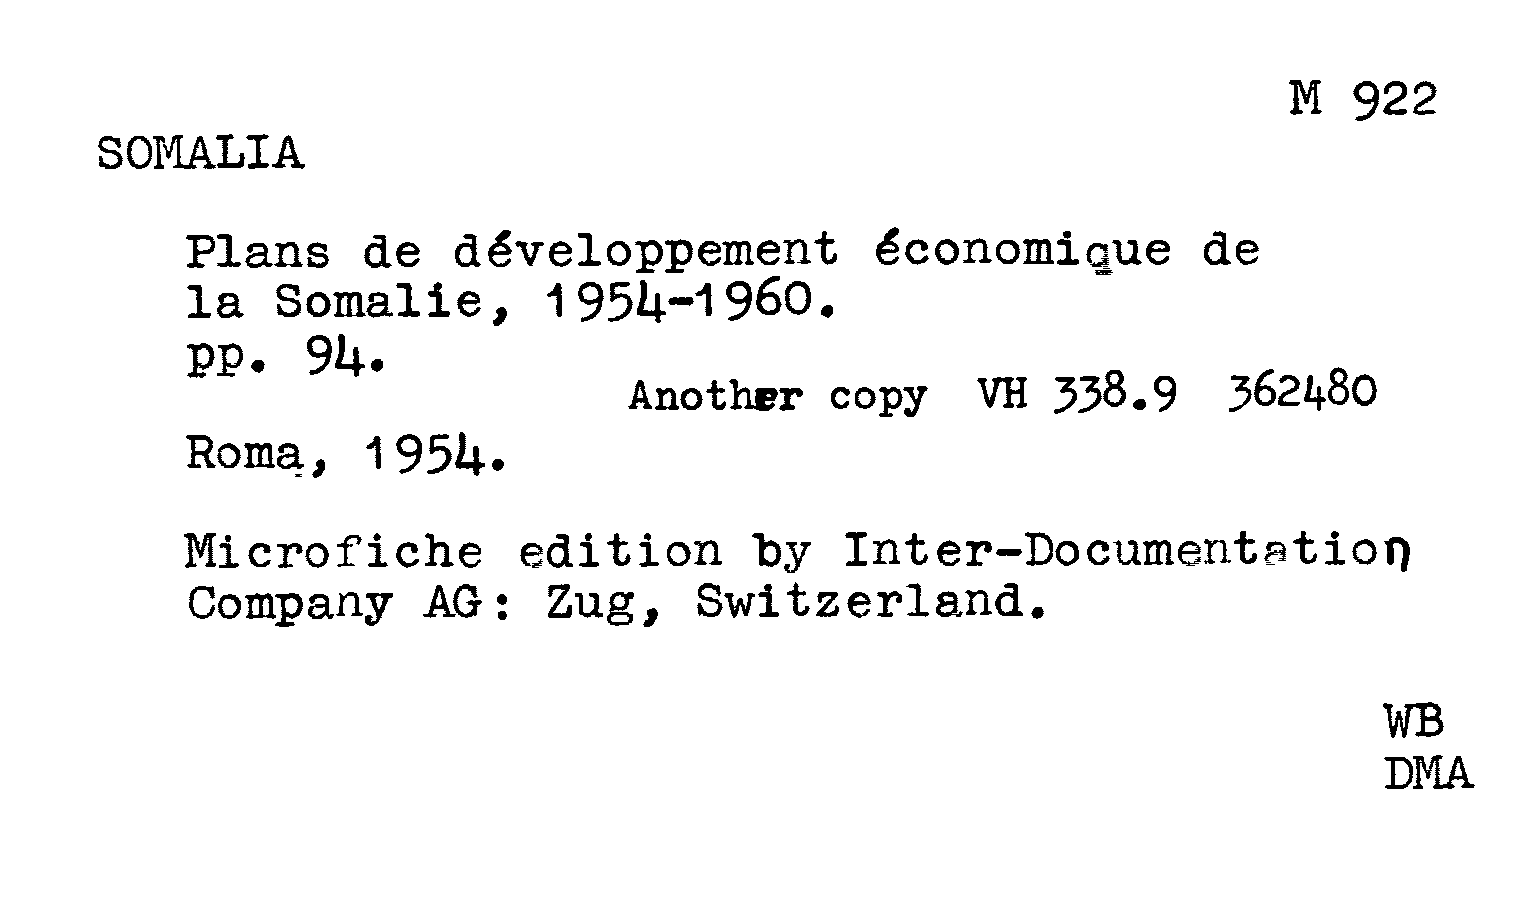 M 922
SOMALIA
Plans de développement économique de
la Somalie, 1954-1960.
pp. 94.
Another copy VH 338.9 362480
Roma, 1954.
Microfiche edition by Inter-Documentation
Company AG: Zug, Switzerland.
WB
DMA